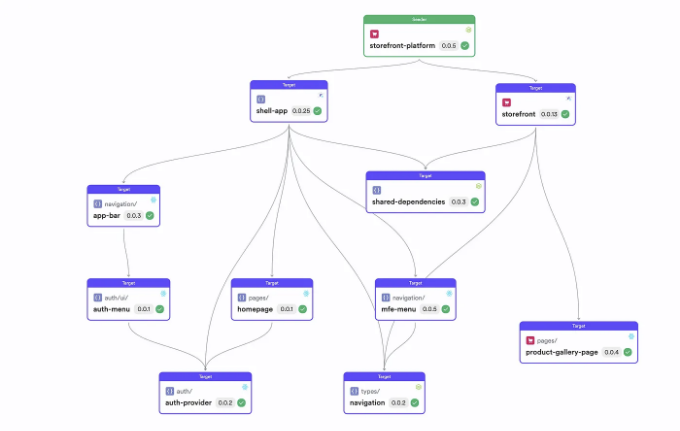 storefront-platform 0.0.5
Target
shell-app 0.0.25
Target
storefront 0.0.13
Target
shared-dependencies 0.0.3
Target
navigation/
app-bar 0.0.3
Target
auth/ui/
auth-menu 0.0.1
Target
pages/
homepage 0.0.1
Target
navigation/
mfe-menu 0.0.5
Target
pages/
product-gallery-page 0.0.4
Target
auth/
auth-provider 0.0.2
Target
types/
navigation 0.0.2